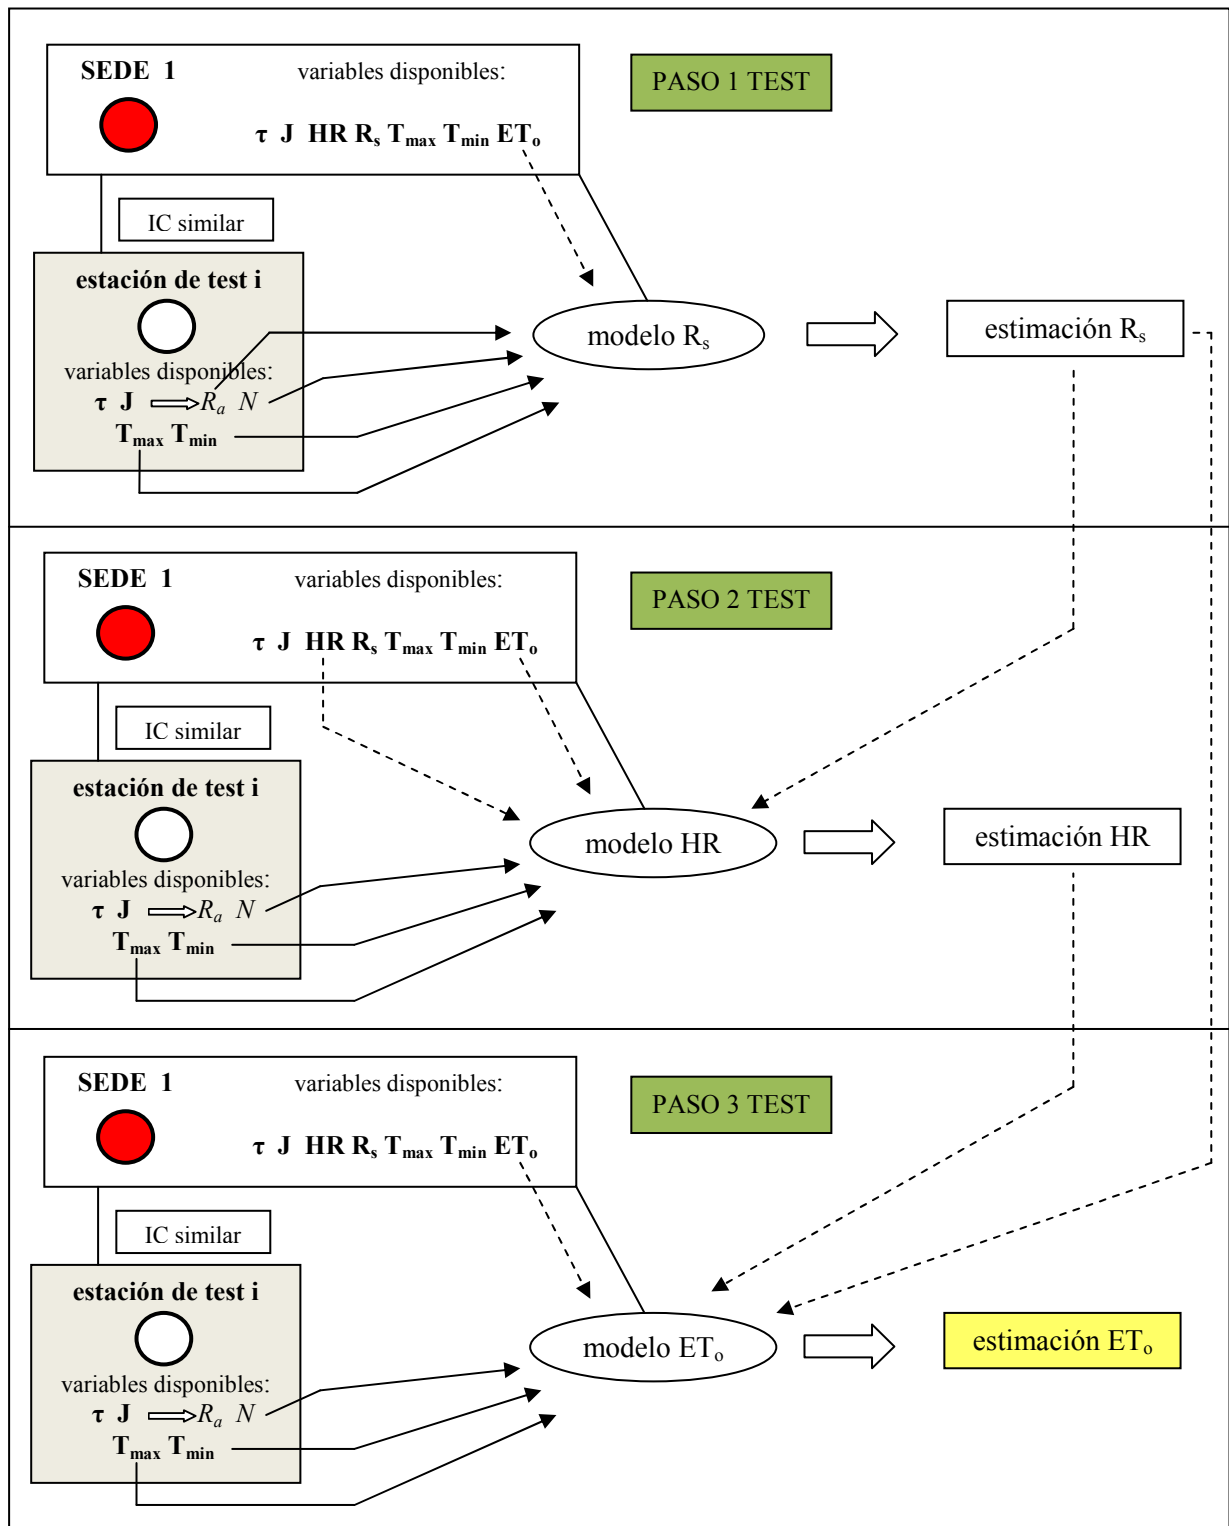 SEDE 1 variables disponibles:
PASO 1 TEST
τ J HR Rs Tmax Tmin ETo
IC similar
estación de test i
variables disponibles:
τ J Ra N
Tmax Tmin
modelo Rs
estimación Rs
SEDE 1 variables disponibles:
PASO 2 TEST
τ J HR Rs Tmax Tmin ETo
IC similar
estación de test i
variables disponibles:
τ J Ra N
Tmax Tmin
modelo HR
estimación HR
SEDE 1 variables disponibles:
PASO 3 TEST
τ J HR Rs Tmax Tmin ETo
IC similar
estación de test i
variables disponibles:
τ J Ra N
Tmax Tmin
modelo ETo
estimación ETo